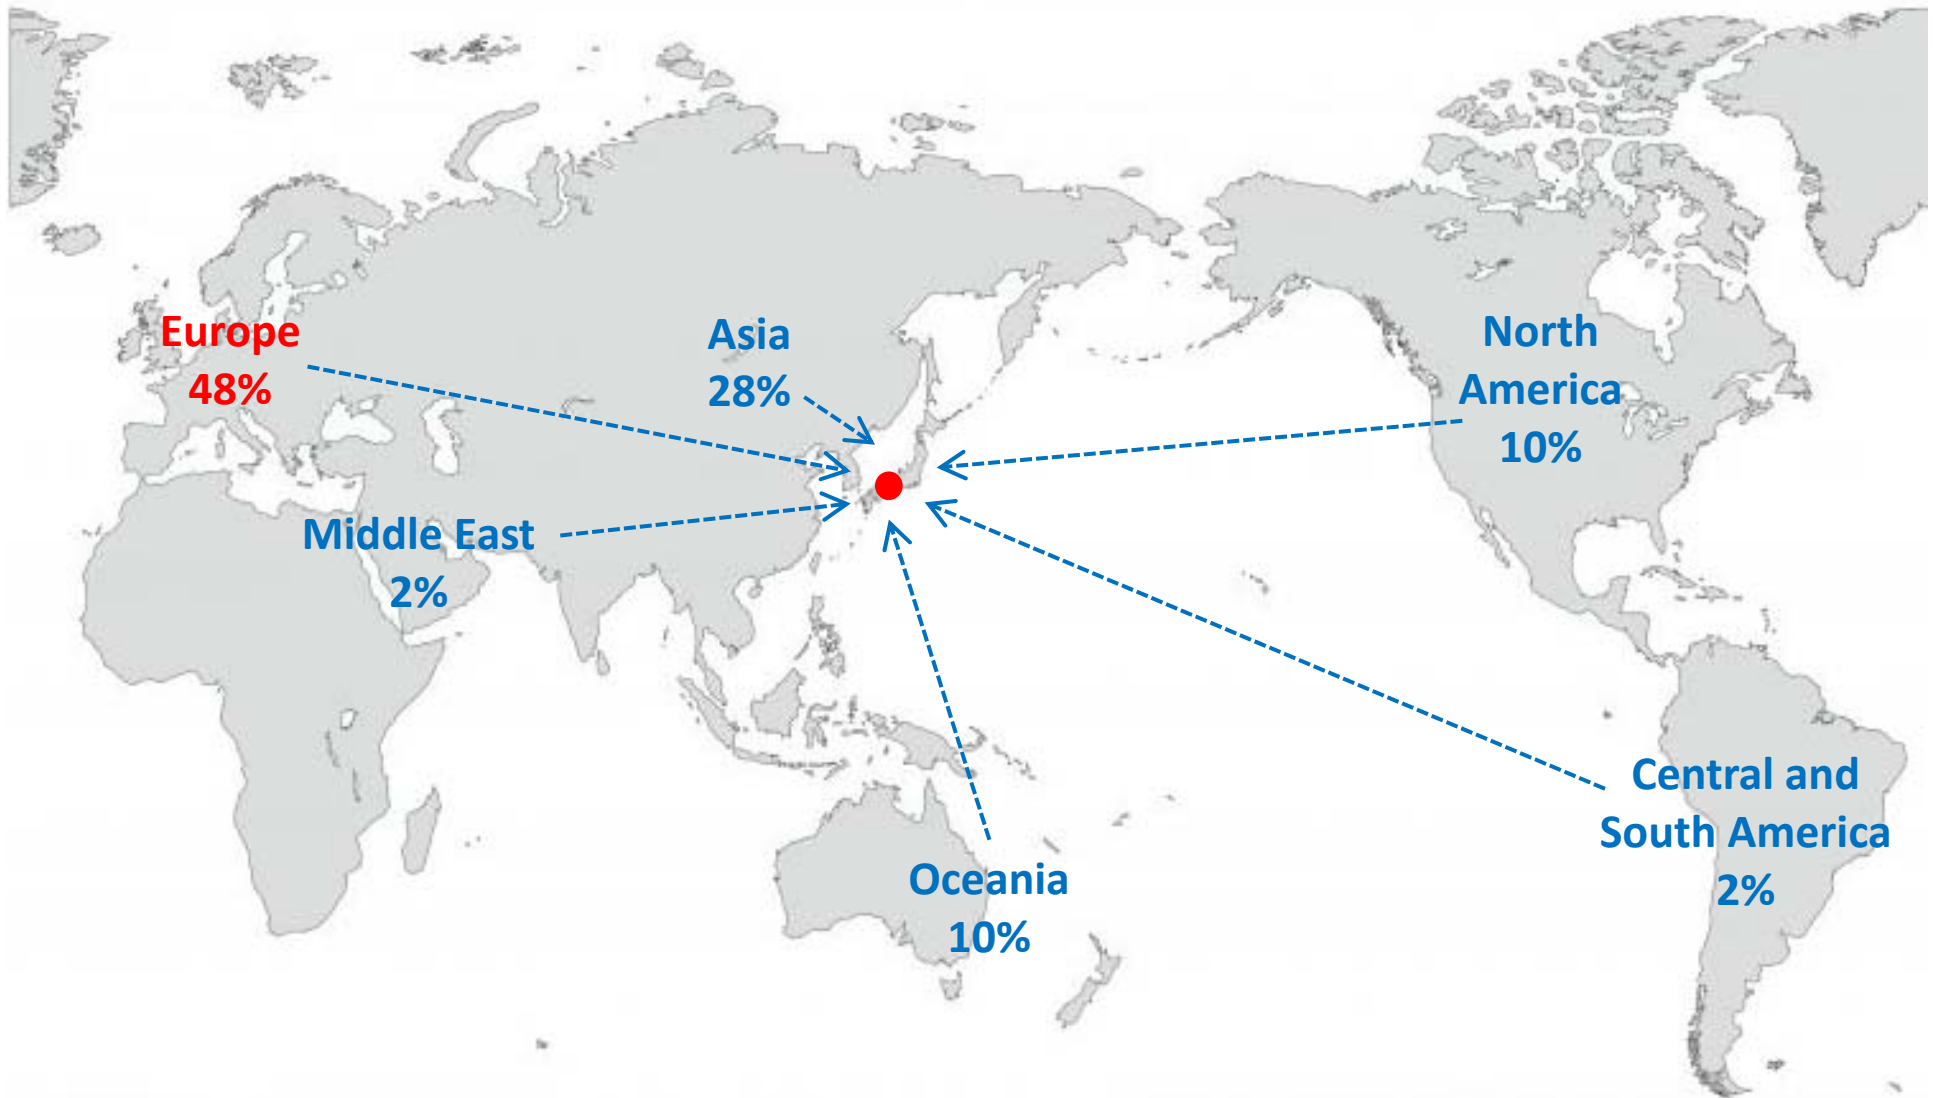 Europe
48%
Asia
28%
North
America
10%
Middle East
2%
Central and
South America
2%
Oceania
10%